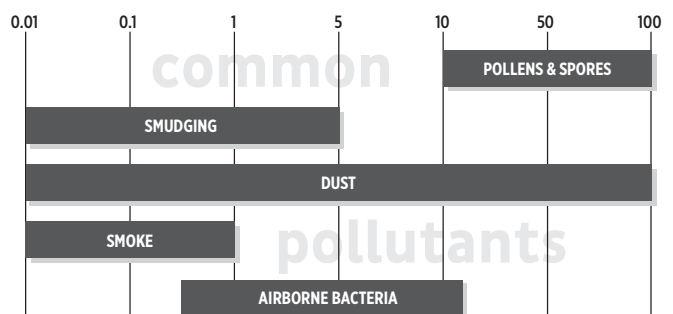 0.01 0.1 1 5 10 50 100
common
POLLENS & SPORES
SMUDGING
DUST
SMOKE
pollutants
AIRBORNE BACTERIA